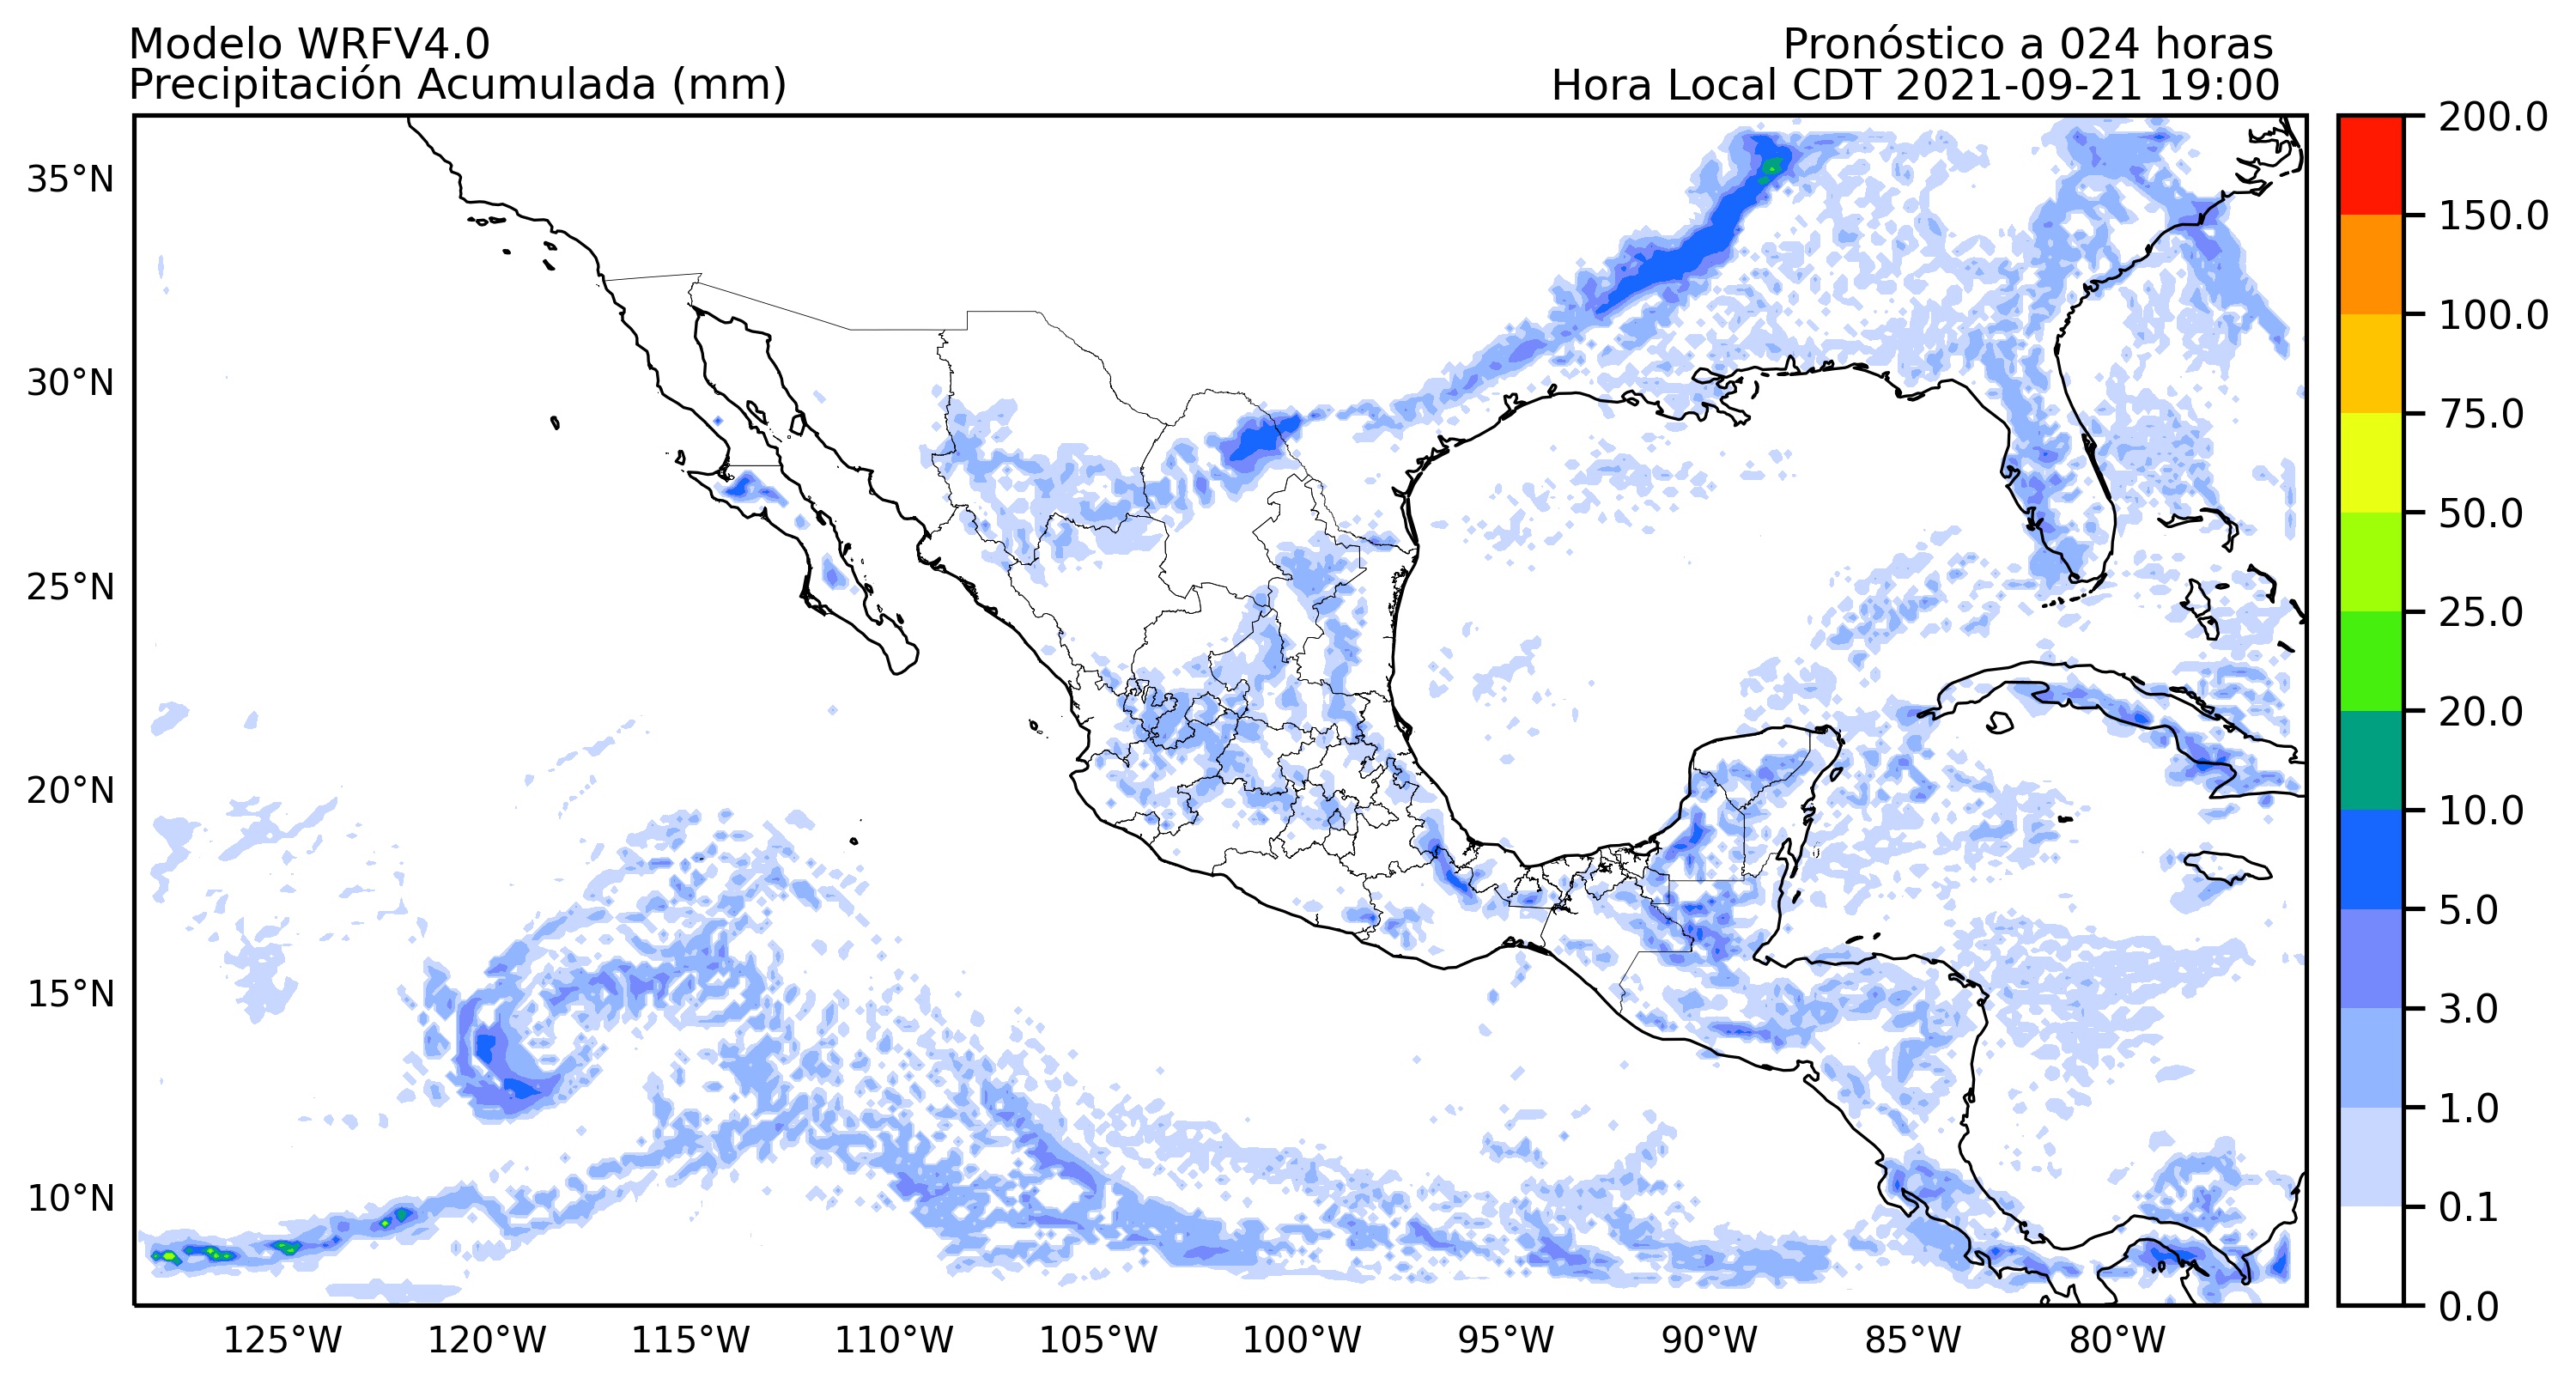 Modelo WRFV4.0
Precipitación Acumulada (mm)
Pronóstico a 024 horas
Hora Local CDT 2021-09-21 19:00
35°N
30°N
25°N
20°N
15°N
10°N
125°W
120°W
115°W
110°W
105°W
100°W
95°W
90°W
85°W
80°W
200.0
150.0
100.0
75.0
50.0
25.0
20.0
10.0
5.0
3.0
1.0
0.1
0.0